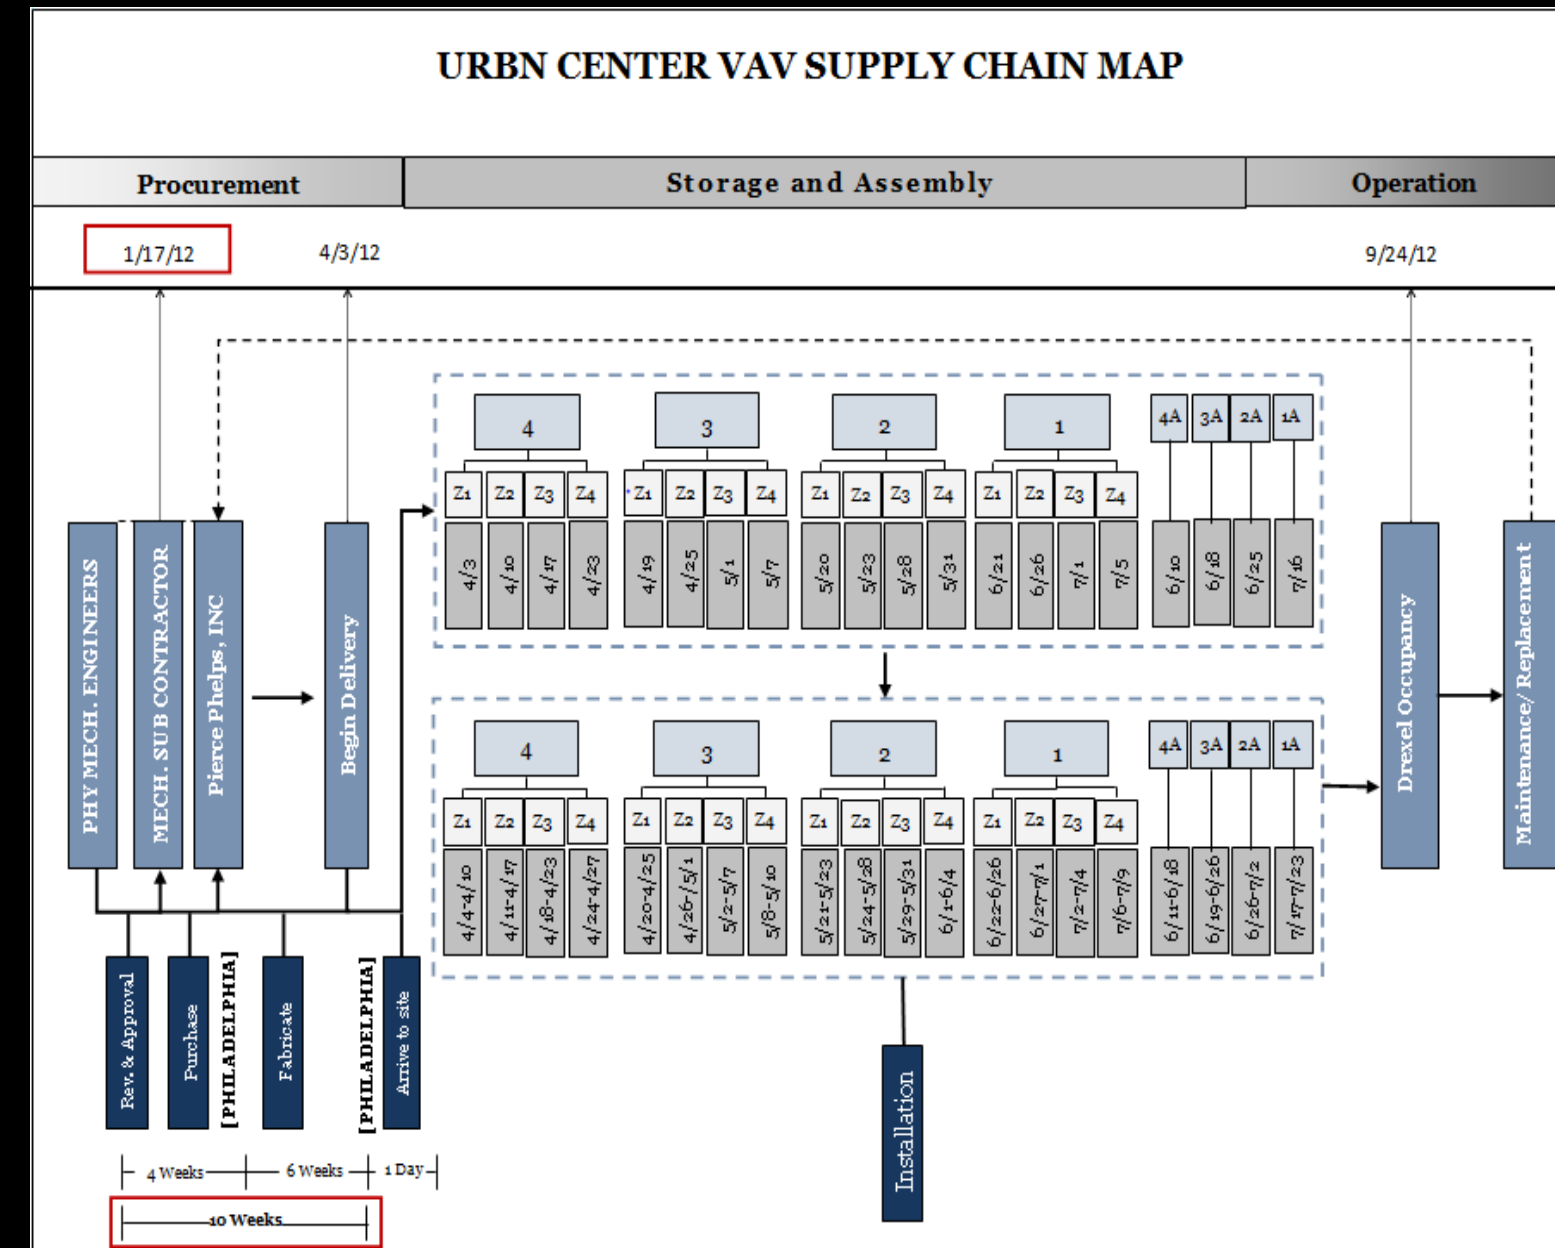 URBN CENTER VAV SUPPLY CHAIN MAP
Procurement
Storage and Assembly
Operation
1/17/12
4/3/12
9/24/12
4
3
2
1
4A
3A
2A
1A
Z1
Z2
Z3
Z4
Z1
Z2
Z3
Z4
Z1
Z2
Z3
Z4
Z1
Z2
Z3
Z4
4/3
4/10
4/17
4/23
4/19
4/25
5/1
5/7
5/20
5/23
5/28
5/31
6/21
6/26
7/1
7/5
6/10
6/18
6/25
7/16
PHY MECH. ENGINEERS
MECH. SUB CONTRACTOR
Pierce Phelps, INC
Begin Delivery
Drexel Occupancy
Maintenance/ Replacement
4
3
2
1
4A
3A
2A
1A
Z1
Z2
Z3
Z4
Z1
Z2
Z3
Z4
Z1
Z2
Z3
Z4
Z1
Z2
Z3
Z4
4/4-4/10
4/11-4/17
4/18-4/23
4/24-4/27
4/20-4/25
4/26-/5/1
5/2-5/7
5/8-5/10
5/21-5/23
5/24-5/28
5/29-5/31
6/1-6/4
6/22-6/26
6/27-7/1
7/2-7/4
7/6-7/9
6/11-6/18
6/19-6/26
6/26-7/2
7/17-7/23
Rev. & Approval
Purchase
[PHILADELPHIA]
Fabricate
[PHILADELPHIA]
Arrive to site
Installation
4 Weeks
6 Weeks
1 Day
10 Weeks